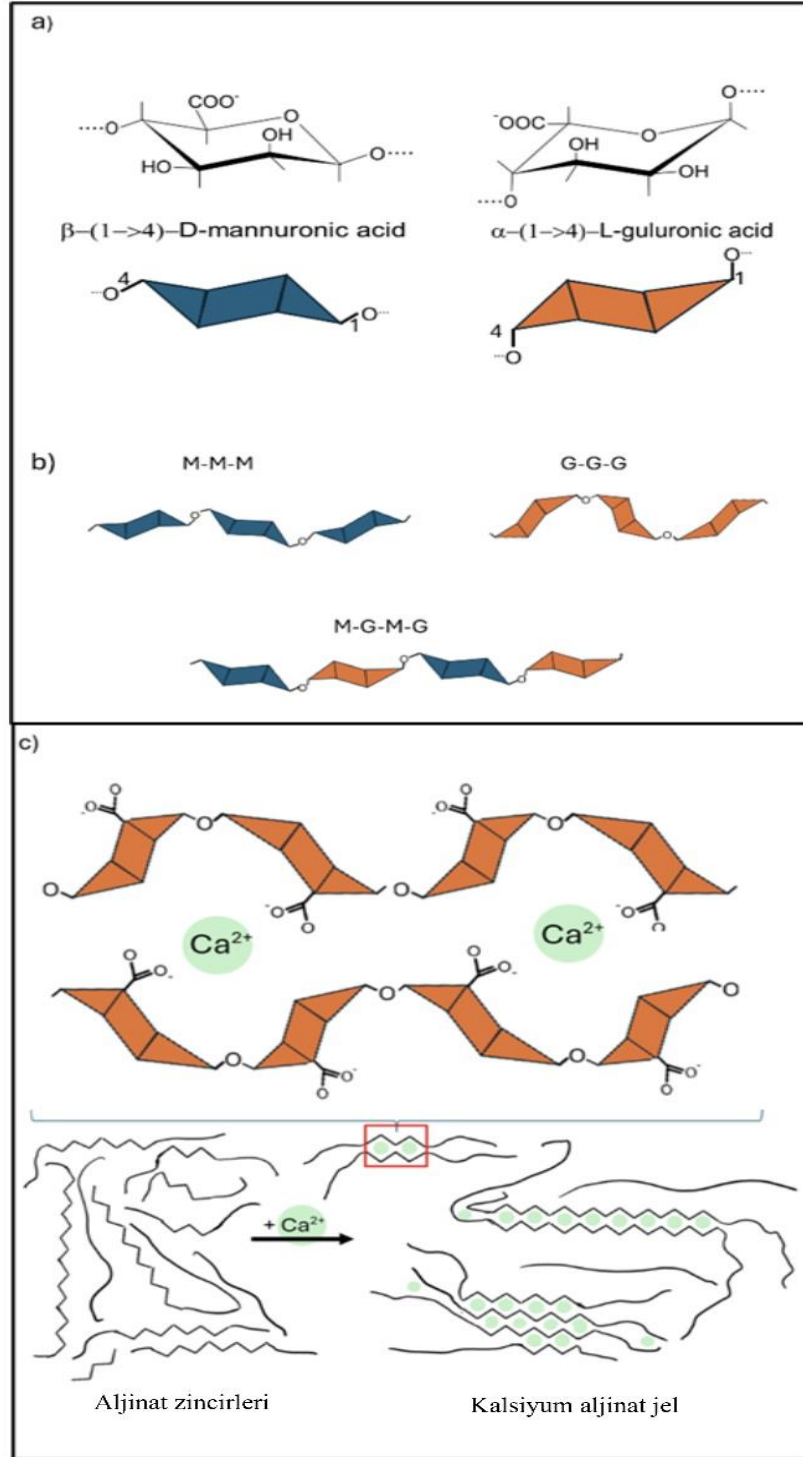 a)
COO⁻
O
OH
HO
O
O
⁻OOC
O
O
OH
OH
O
β–(1–>4)–D-mannuronic acid
α–(1–>4)–L-guluronic acid
4
O
O
1
O
1
4
O
b)
M-M-M
G-G-G
O
O
O
O
M-G-M-G
O
O
O
c)
O
O
-
O
O
-
O
O
O
O
O
O
-
O
O
-
Ca²⁺
Ca²⁺
O
O-
O
O-
O
O
O
O
O
O-
O
O-
+ Ca²⁺
Aljinat zincirleri
Kalsiyum aljinat jel